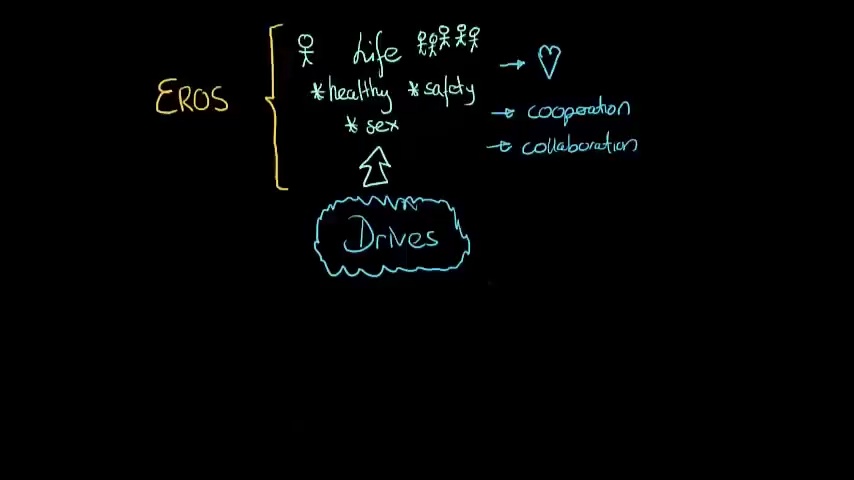 Life
EROS
*healthy *safety
*sex
→ cooperation
→ collaboration
Drives